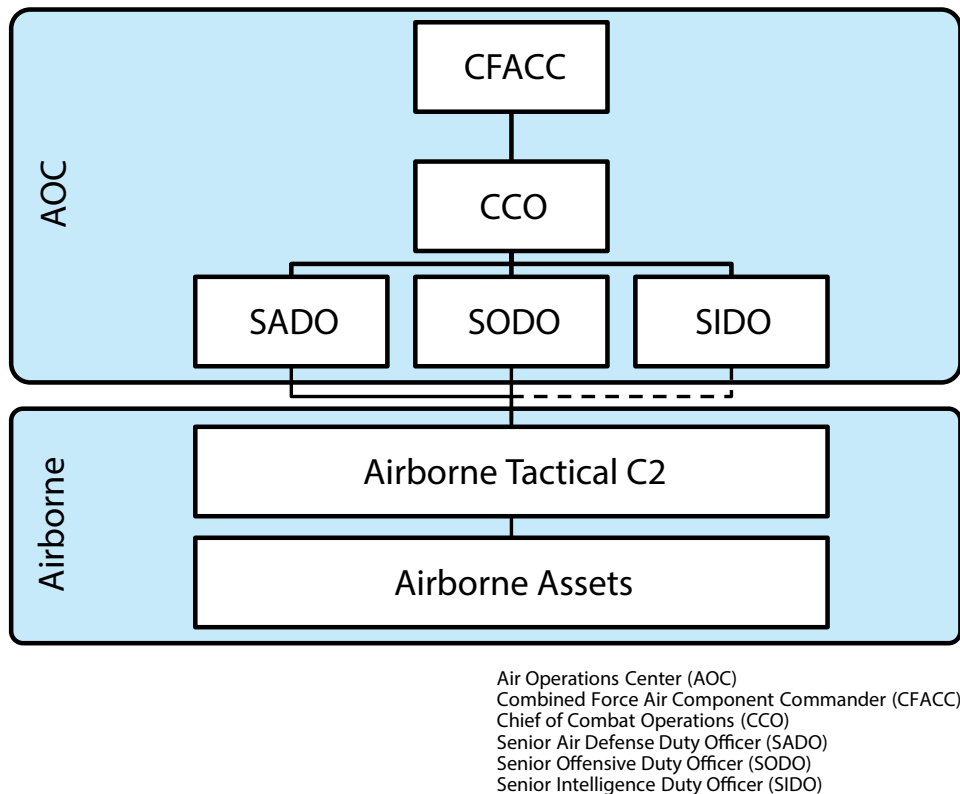 AOC
CFACC
CCO
SADO
SODO
SIDO
Airborne
Airborne Tactical C2
Airborne Assets
Air Operations Center (AOC)
Combined Force Air Component Commander (CFACC)
Chief of Combat Operations (CCO)
Senior Air Defense Duty Officer (SADO)
Senior Offensive Duty Officer (SODO)
Senior Intelligence Duty Officer (SIDO)